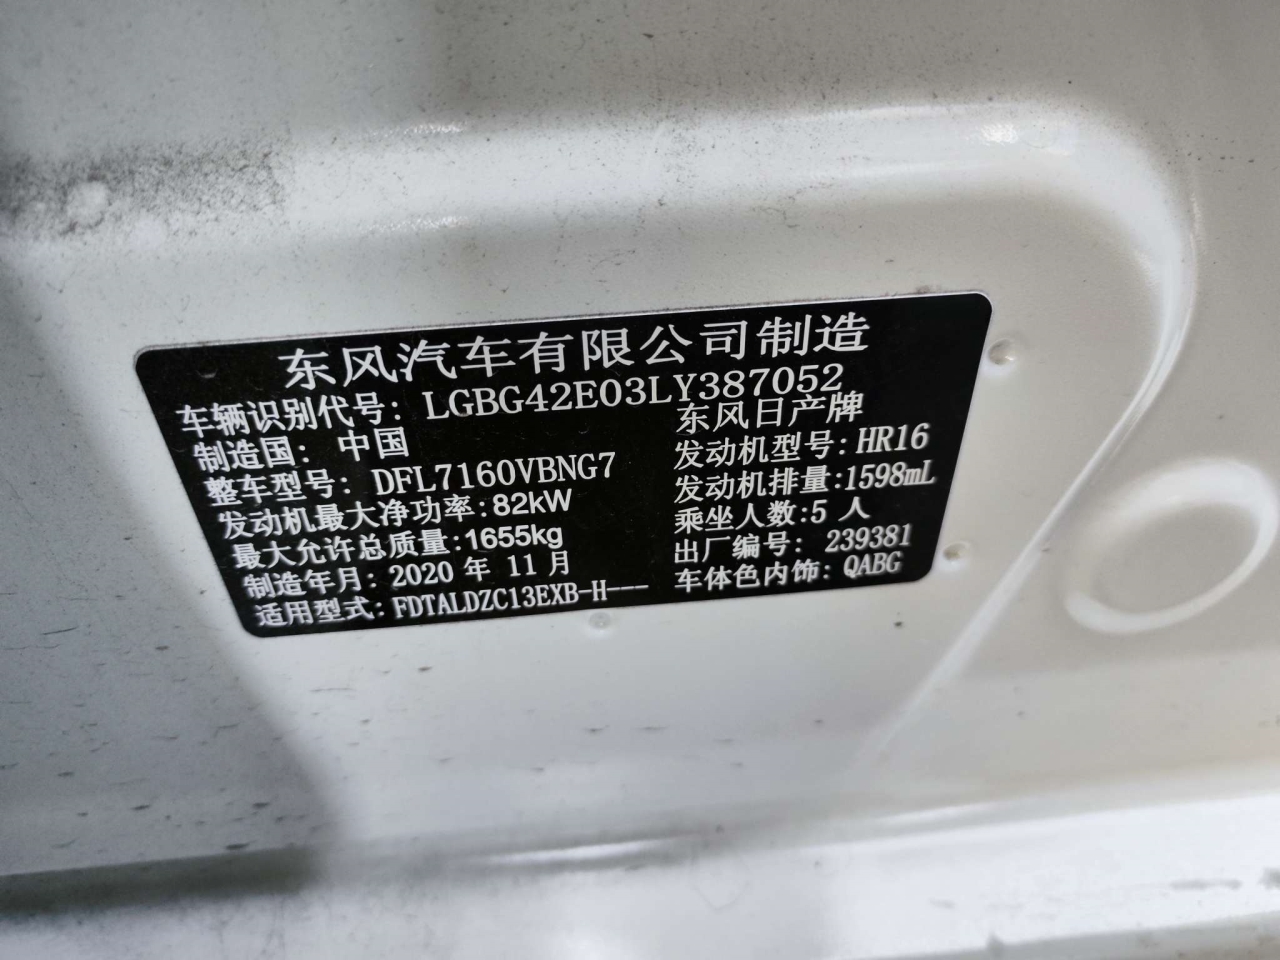 东风汽车有限公司制造
车辆识别代号: LGBG42E03LY387052
制造国: 中国 东风日产牌
整车型号: DFL7160VBNG7 发动机型号: HR16
发动机最大净功率:82kW 发动机排量:1598mL
最大允许总质量:1655kg 乘坐人数:5 人
制造年月: 2020 年 11 月 出厂编号: 239381
适用型式: FDTALDZC13EXB-H--- 车体色内饰: QABG